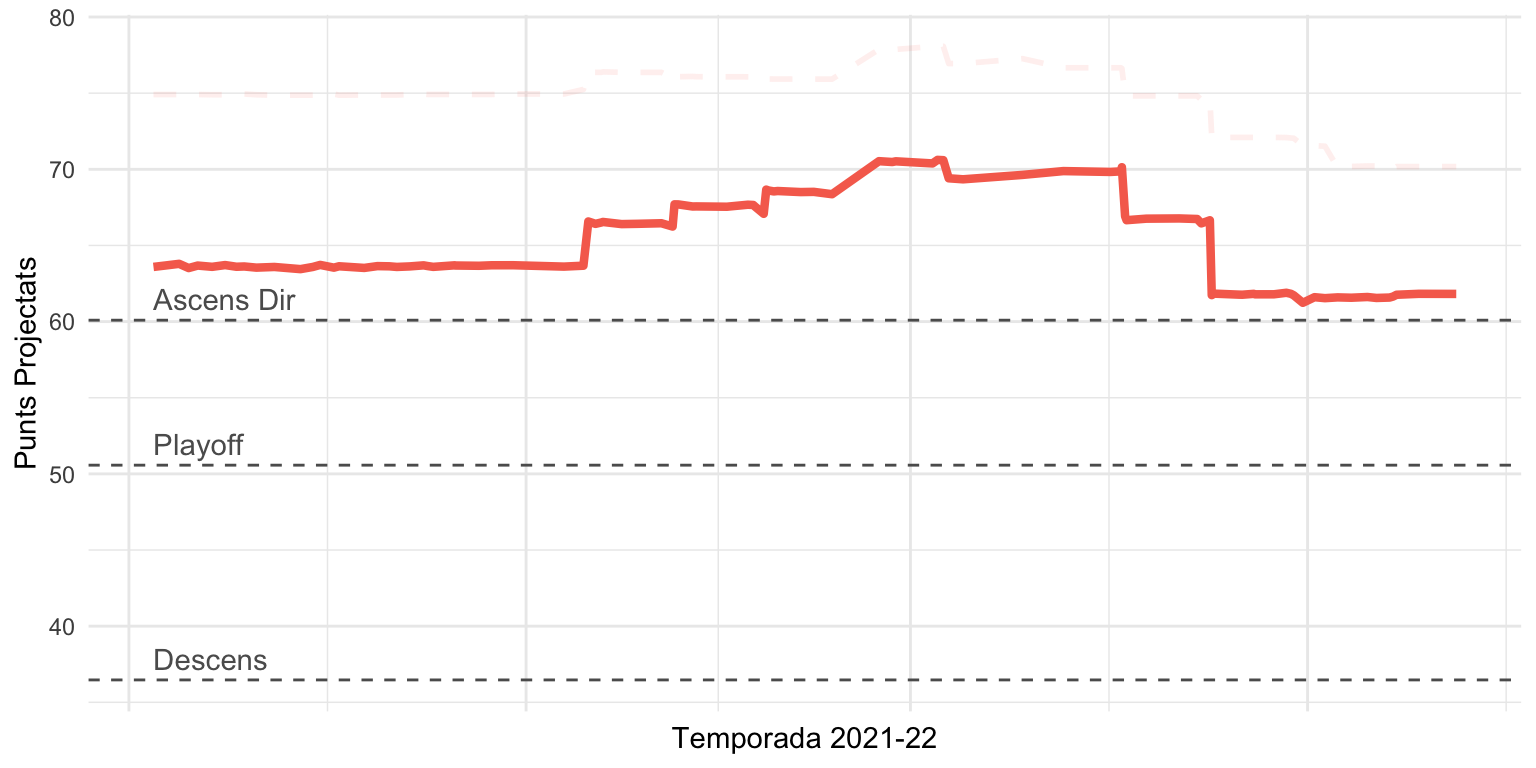 80
70
60
50
40
Ascens Dir
Playoff
Descens
Punts Projectats
Temporada 2021-22